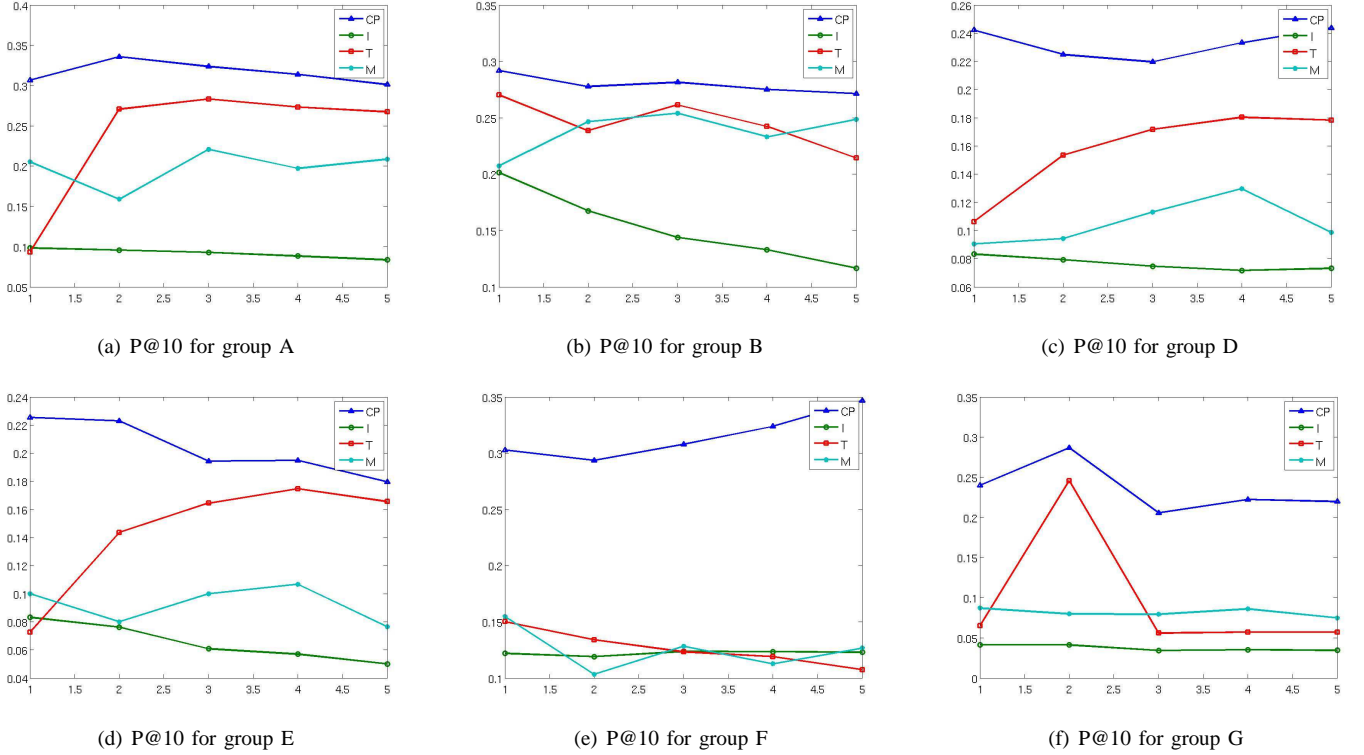 0.4
0.35
0.3
0.25
0.2
0.15
0.1
0.05
1 1.5 2 2.5 3 3.5 4 4.5 5
CP
I
T
M
(a) P@10 for group A
0.35
0.3
0.25
0.2
0.15
0.1
1 1.5 2 2.5 3 3.5 4 4.5 5
CP
I
T
M
(b) P@10 for group B
0.26
0.24
0.22
0.2
0.18
0.16
0.14
0.12
0.1
0.08
0.06
1 1.5 2 2.5 3 3.5 4 4.5 5
CP
I
T
M
(c) P@10 for group D
0.24
0.22
0.2
0.18
0.16
0.14
0.12
0.1
0.08
0.06
0.04
1 1.5 2 2.5 3 3.5 4 4.5 5
CP
I
T
M
(d) P@10 for group E
0.35
0.3
0.25
0.2
0.15
0.1
1 1.5 2 2.5 3 3.5 4 4.5 5
CP
I
T
M
(e) P@10 for group F
0.35
0.3
0.25
0.2
0.15
0.1
0.05
0
1 1.5 2 2.5 3 3.5 4 4.5 5
CP
I
T
M
(f) P@10 for group G